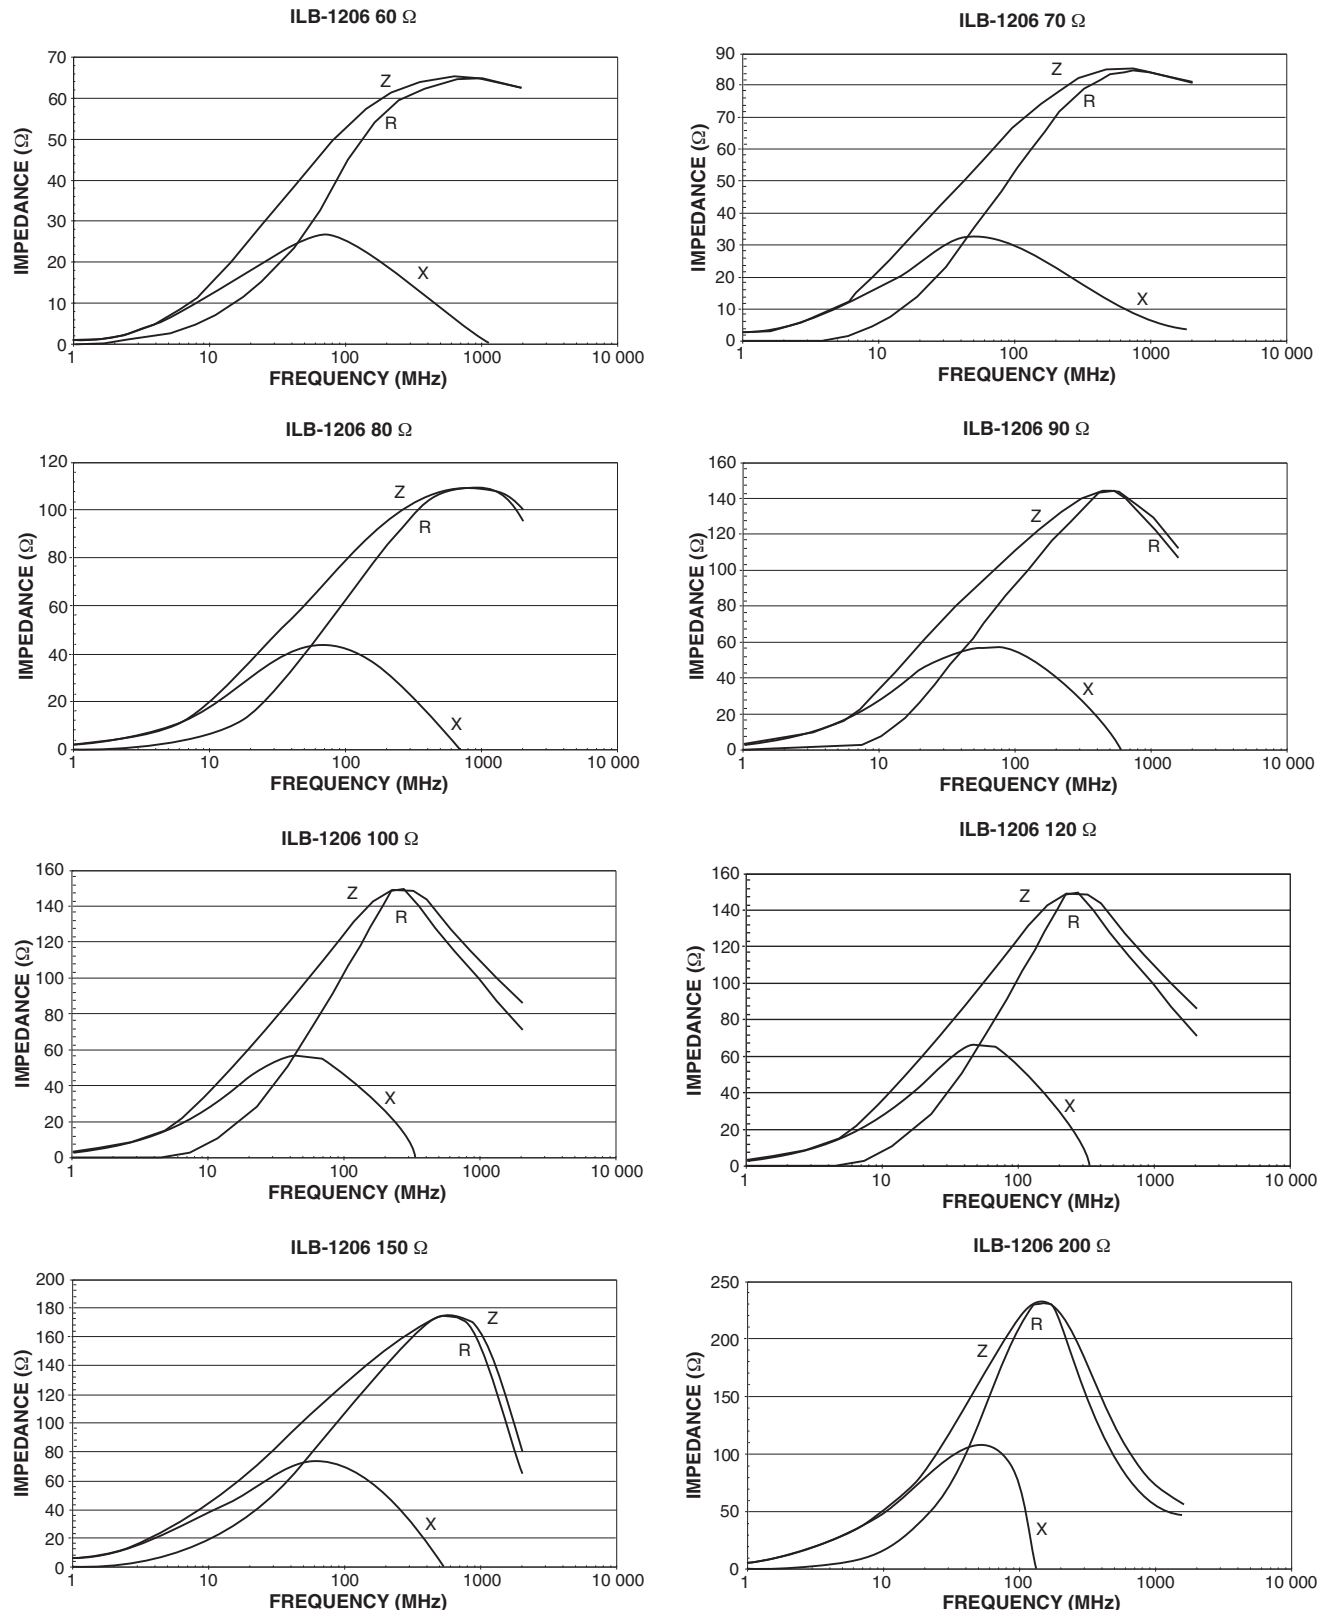 ILB-1206 60 Ω
70
60
50
40
30
20
10
0
IMPEDANCE (Ω)
Z
R
X
1 10 100 1000 10 000
FREQUENCY (MHz)
ILB-1206 70 Ω
90
80
70
60
50
40
30
20
10
0
IMPEDANCE (Ω)
Z
R
X
1 10 100 1000 10 000
FREQUENCY (MHz)
ILB-1206 80 Ω
120
100
80
60
40
20
0
IMPEDANCE (Ω)
Z
R
X
1 10 100 1000 10 000
FREQUENCY (MHz)
ILB-1206 90 Ω
160
140
120
100
80
60
40
20
0
IMPEDANCE (Ω)
Z
R
X
1 10 100 1000 10 000
FREQUENCY (MHz)
ILB-1206 100 Ω
160
140
120
100
80
60
40
20
0
IMPEDANCE (Ω)
Z
R
X
1 10 100 1000 10 000
FREQUENCY (MHz)
ILB-1206 120 Ω
160
140
120
100
80
60
40
20
0
IMPEDANCE (Ω)
Z
R
X
1 10 100 1000 10 000
FREQUENCY (MHz)
ILB-1206 150 Ω
200
180
160
140
120
100
80
60
40
20
0
IMPEDANCE (Ω)
Z
R
X
1 10 100 1000 10 000
FREQUENCY (MHz)
ILB-1206 200 Ω
250
200
150
100
50
0
IMPEDANCE (Ω)
R
Z
X
1 10 100 1000 10 000
FREQUENCY (MHz)